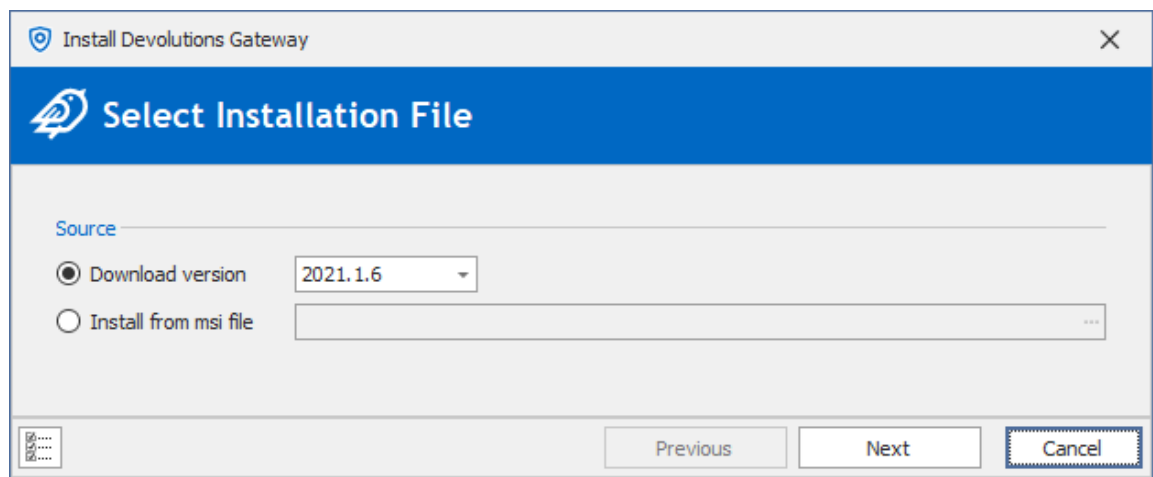 Install Devolutions Gateway
Select Installation File
Source
Download version 2021.1.6
Install from msi file ...
Previous Next Cancel